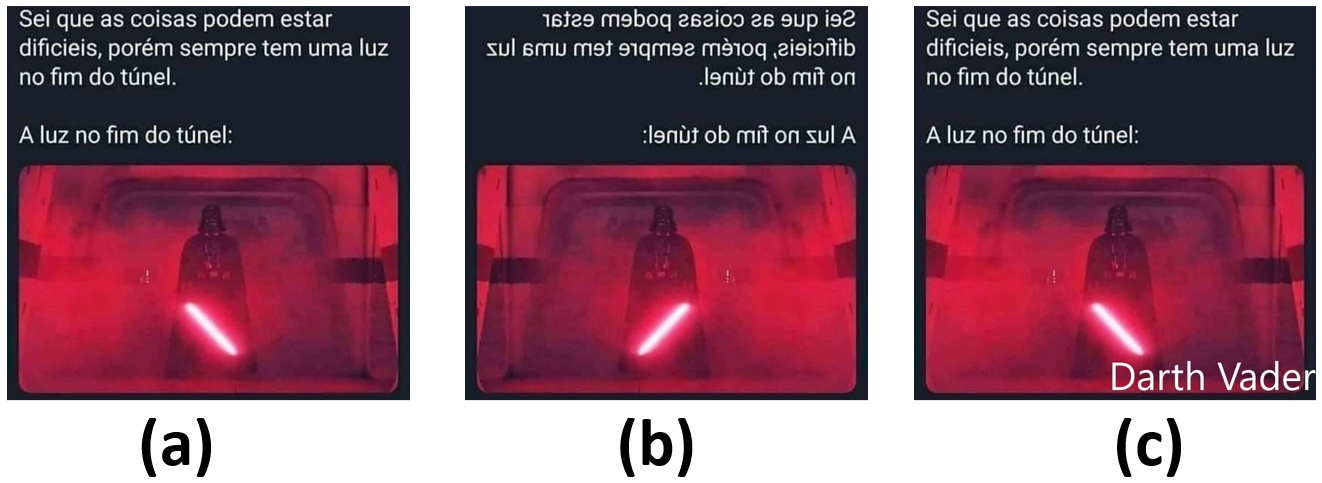 Sei que as coisas podem estar
dificieis, porém sempre tem uma luz
no fim do túnel.
A luz no fim do túnel:
(a)
Sei que as coisas podem estar
dificieis, porém sempre tem uma luz
no fim do túnel.
A luz no fim do túnel:
(b)
Sei que as coisas podem estar
dificieis, porém sempre tem uma luz
no fim do túnel.
A luz no fim do túnel:
Darth Vader
(c)